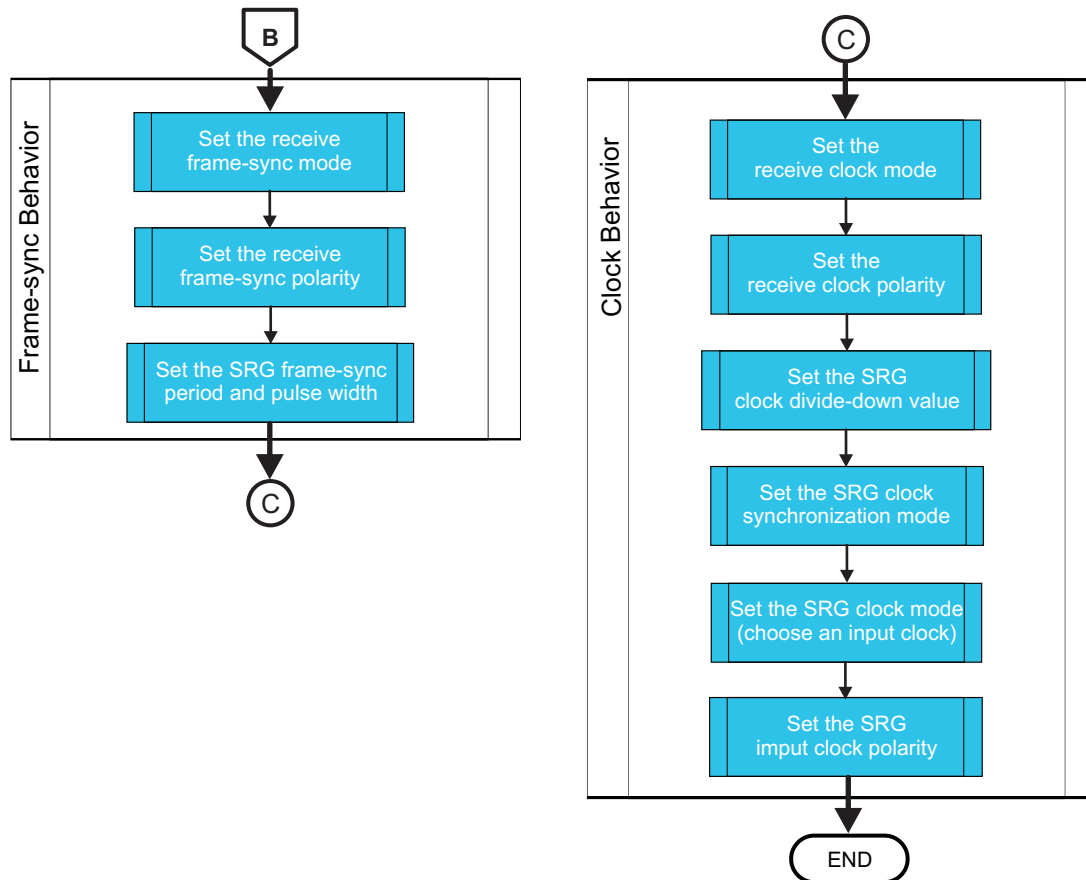 B
Frame-sync Behavior
Set the receive
frame-sync mode
Set the receive
frame-sync polarity
Set the SRG frame-sync
period and pulse width
C
C
Clock Behavior
Set the
receive clock mode
Set the
receive clock polarity
Set the SRG
clock divide-down value
Set the SRG clock
synchronization mode
Set the SRG clock mode
(choose an input clock)
Set the SRG
imput clock polarity
END